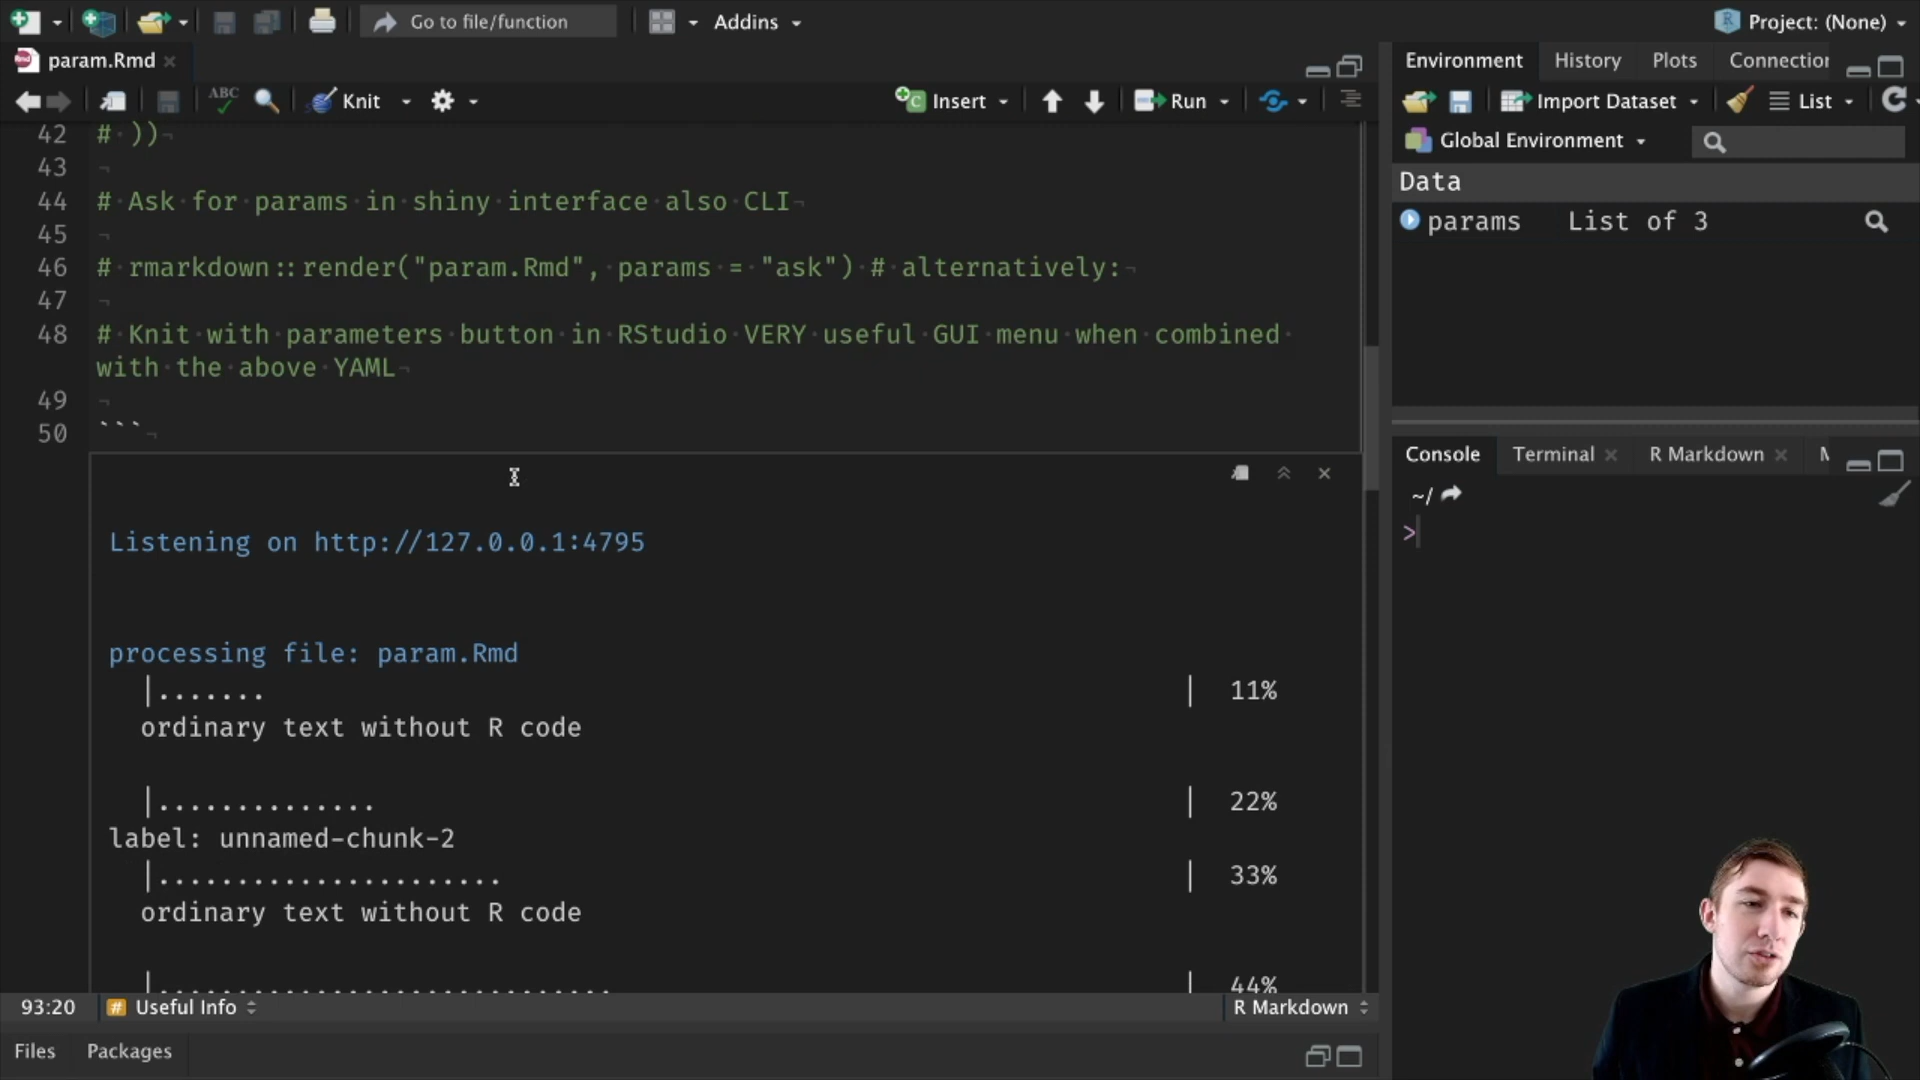 Go to file/function
Addins
Project: (None)
param.Rmd
ABC
Knit
Insert
Run
42 # ))
43
44 # Ask for params in shiny interface also CLI
45
46 # rmarkdown::render("param.Rmd", params = "ask") # alternatively:
47
48 # Knit with parameters button in RStudio VERY useful GUI menu when combined
with the above YAML
49
50 ```
Listening on http://127.0.0.1:4795
processing file: param.Rmd
|....... | 11%
ordinary text without R code
|.............. | 22%
label: unnamed-chunk-2
|...................... | 33%
ordinary text without R code
|............................. | 44%
93:20 # Useful Info
R Markdown
Files Packages
Environment History Plots Connection
Import Dataset List
Global Environment
Data
params List of 3
Console Terminal R Markdown
~/
>